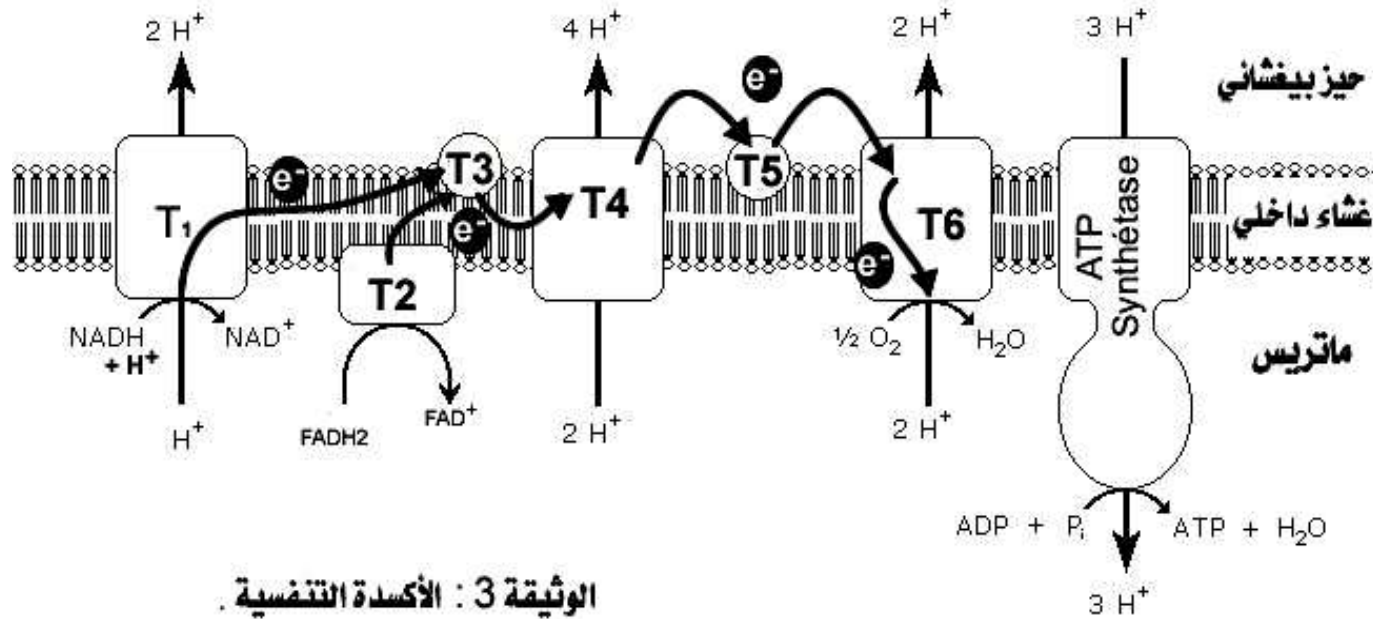 2 H⁺
4 H⁺
2 H⁺
3 H⁺
حيز بيغشاني
e⁻
e⁻
T3
T5
T₁
e⁻
T4
T6
غشاء داخلي
T2
e⁻
ATP Synthétase
NADH + H⁺
NAD⁺
½ O₂
H₂O
ماتريس
H⁺
FADH2
FAD⁺
2 H⁺
2 H⁺
ADP + Pᵢ
ATP + H₂O
3 H⁺
الوثيقة 3 : الأكسدة التنفسية .